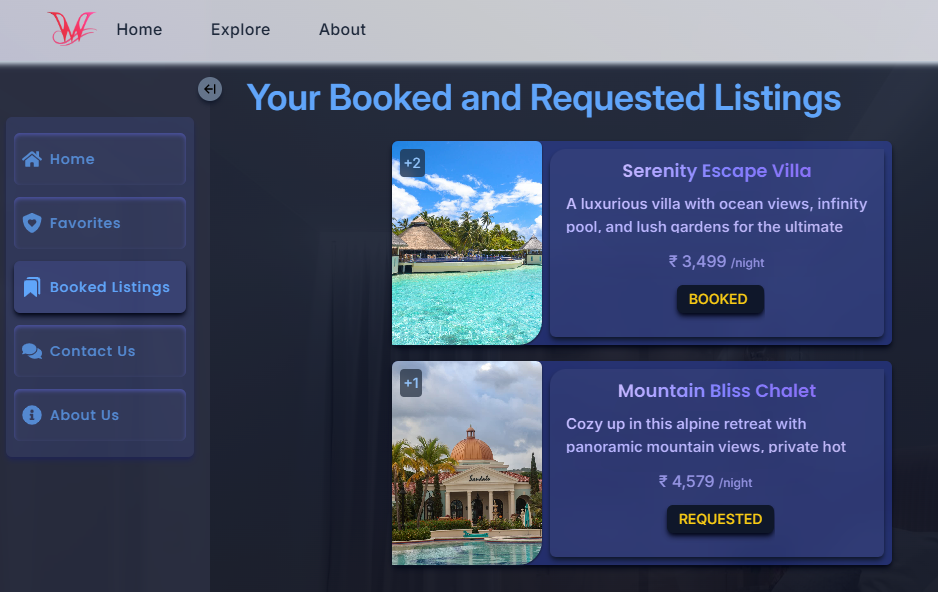 Home Explore About
Your Booked and Requested Listings
Home
Favorites
Booked Listings
Contact Us
About Us
+2
Serenity Escape Villa
A luxurious villa with ocean views, infinity
pool, and lush gardens for the ultimate
₹ 3,499 /night
BOOKED
+1
Sandals
Mountain Bliss Chalet
Cozy up in this alpine retreat with
panoramic mountain views, private hot
₹ 4,579 /night
REQUESTED